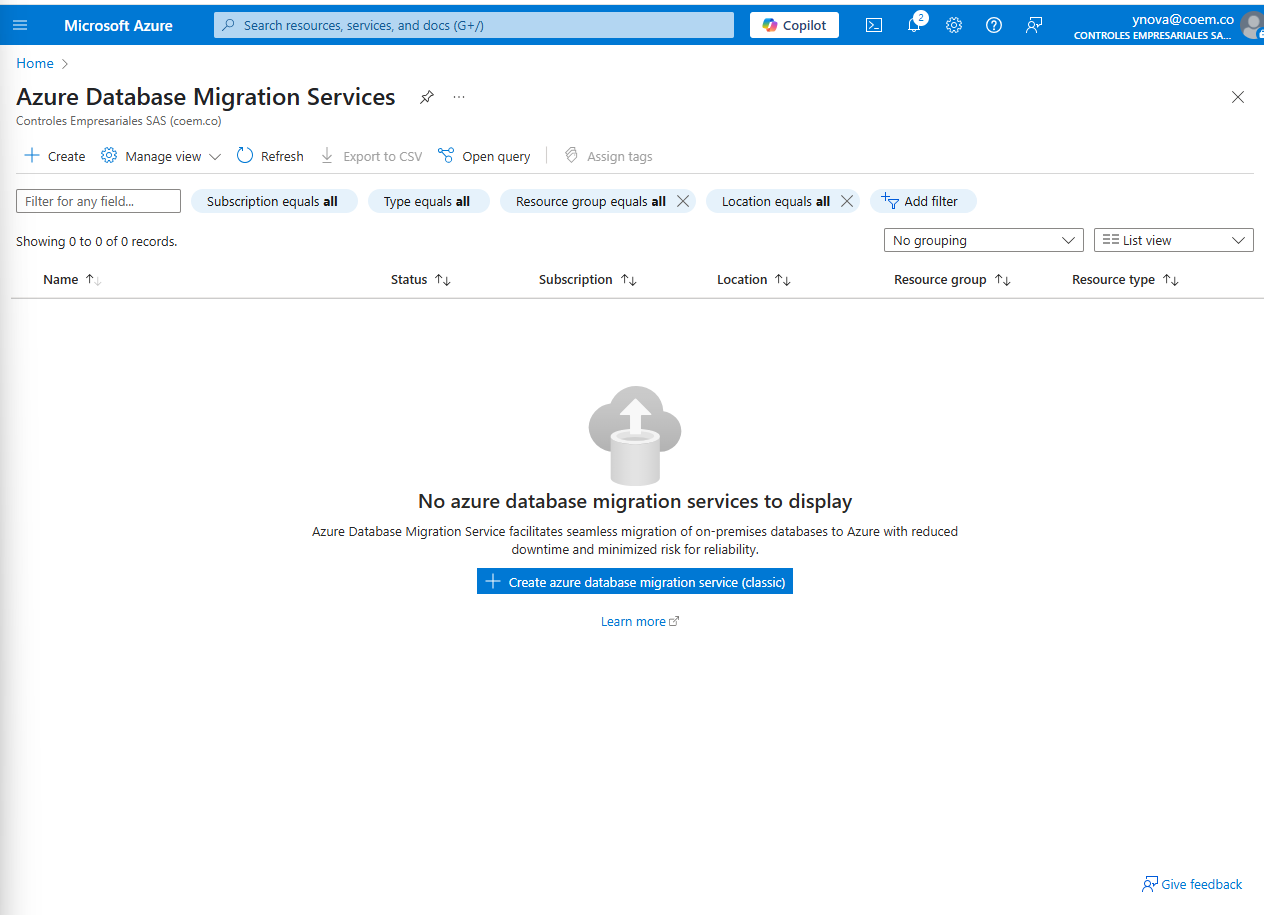 Microsoft Azure
Search resources, services, and docs (G+/)
Copilot
2
ynova@coem.co
CONTROLES EMPRESARIALES SA...
Home
Azure Database Migration Services
...
Controles Empresariales SAS (coem.co)
Create
Manage view
Refresh
Export to CSV
Open query
Assign tags
Filter for any field...
Subscription equals all
Type equals all
Resource group equals all
Location equals all
Add filter
Showing 0 to 0 of 0 records.
No grouping
List view
Name
Status
Subscription
Location
Resource group
Resource type
No azure database migration services to display
Azure Database Migration Service facilitates seamless migration of on-premises databases to Azure with reduced
downtime and minimized risk for reliability.
Create azure database migration service (classic)
Learn more
Give feedback